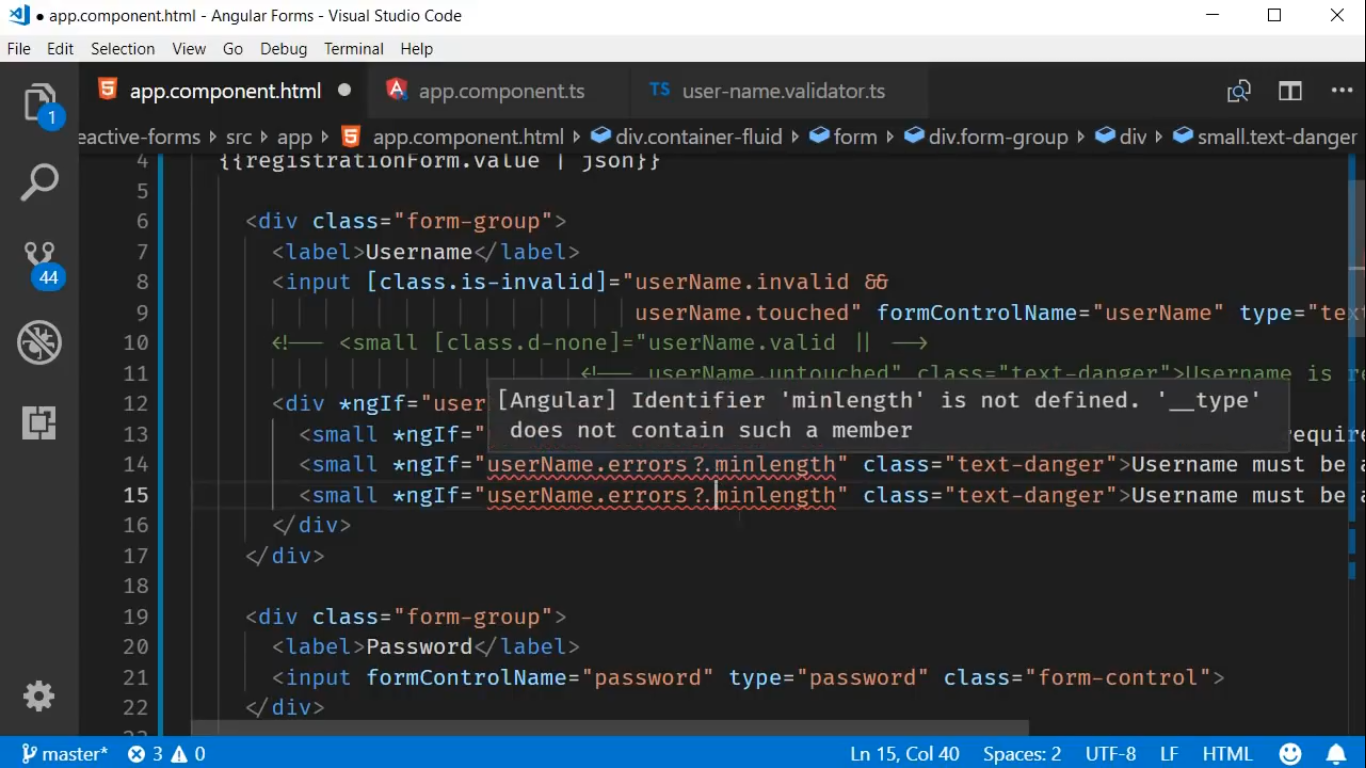 app.component.html - Angular Forms - Visual Studio Code
File Edit Selection View Go Debug Terminal Help
app.component.html app.component.ts TS user-name.validator.ts
1
eactive-forms > src > app > app.component.html > div.container-fluid > form > div.form-group > div > small.text-danger
4 {{registrationForm.value | json}}
5
6 <div class="form-group">
7 <label>Username</label>
8 <input [class.is-invalid]="userName.invalid &&
44
9 userName.touched" formControlName="userName" type="tex
10 <!-- <small [class.d-none]="userName.valid || -->
11 <!-- userName.untouched" class="text-danger">Username is r
12 <div *ngIf="user
[Angular] Identifier 'minlength' is not defined. '__type'
does not contain such a member
13 <small *ngIf=" require
14 <small *ngIf="userName.errors?.minlength" class="text-danger">Username must be a
15 <small *ngIf="userName.errors?.minlength" class="text-danger">Username must be a
16 </div>
17 </div>
18
19 <div class="form-group">
20 <label>Password</label>
21 <input formControlName="password" type="password" class="form-control">
22 </div>
master* 3 0 Ln 15, Col 40 Spaces: 2 UTF-8 LF HTML